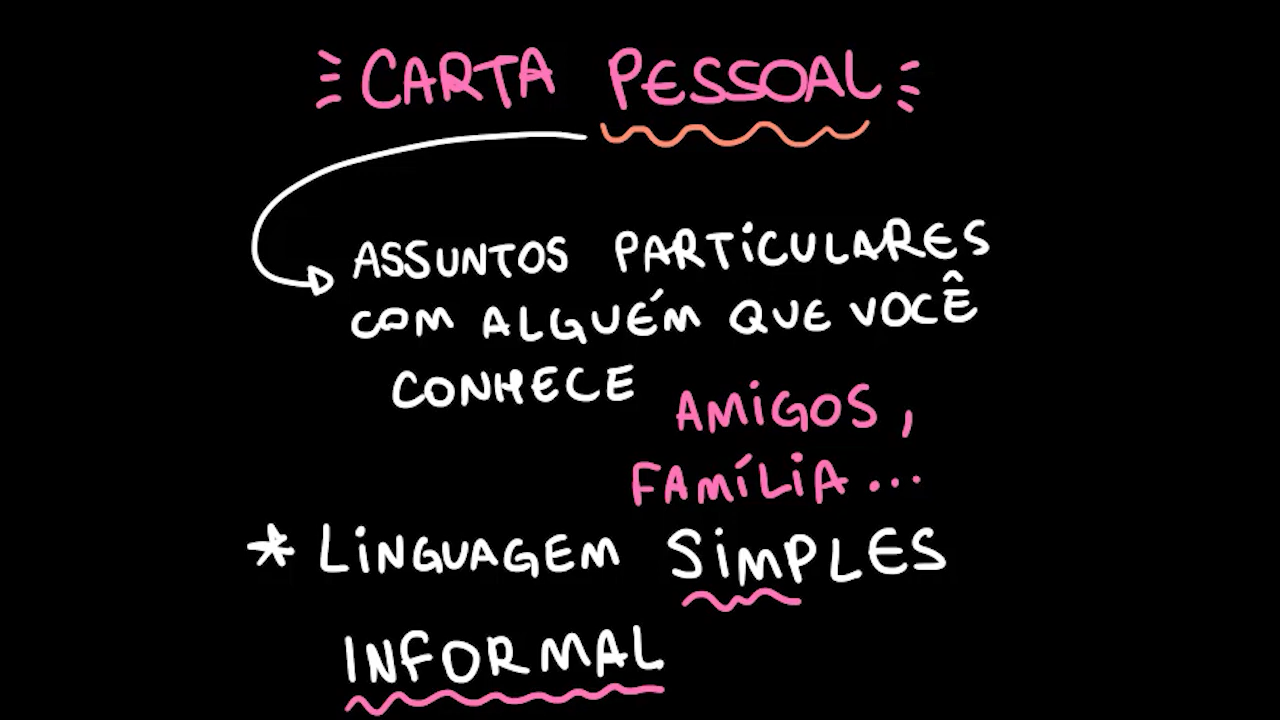 CARTA PESSOAL
ASSUNTOS PARTICULARES
COM ALGUÉM QUE VOCÊ
CONHECE
AMIGOS,
FAMÍLIA...
* LINGUAGEM SIMPLES
INFORMAL